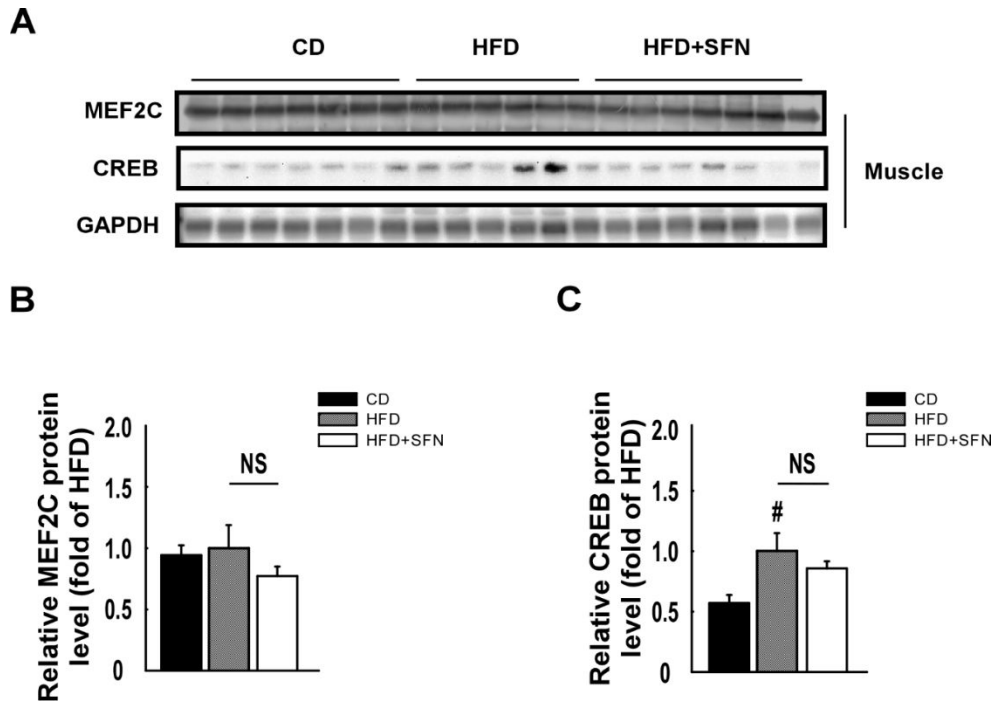 A
CD HFD HFD+SFN
MEF2C
CREB
GAPDH
Muscle
B
Relative MEF2C protein
level (fold of HFD)
2.0
1.5
1.0
0.5
0
NS
CD
HFD
HFD+SFN
C
Relative CREB protein
level (fold of HFD)
2.0
1.5
1.0
0.5
0
NS
#
CD
HFD
HFD+SFN